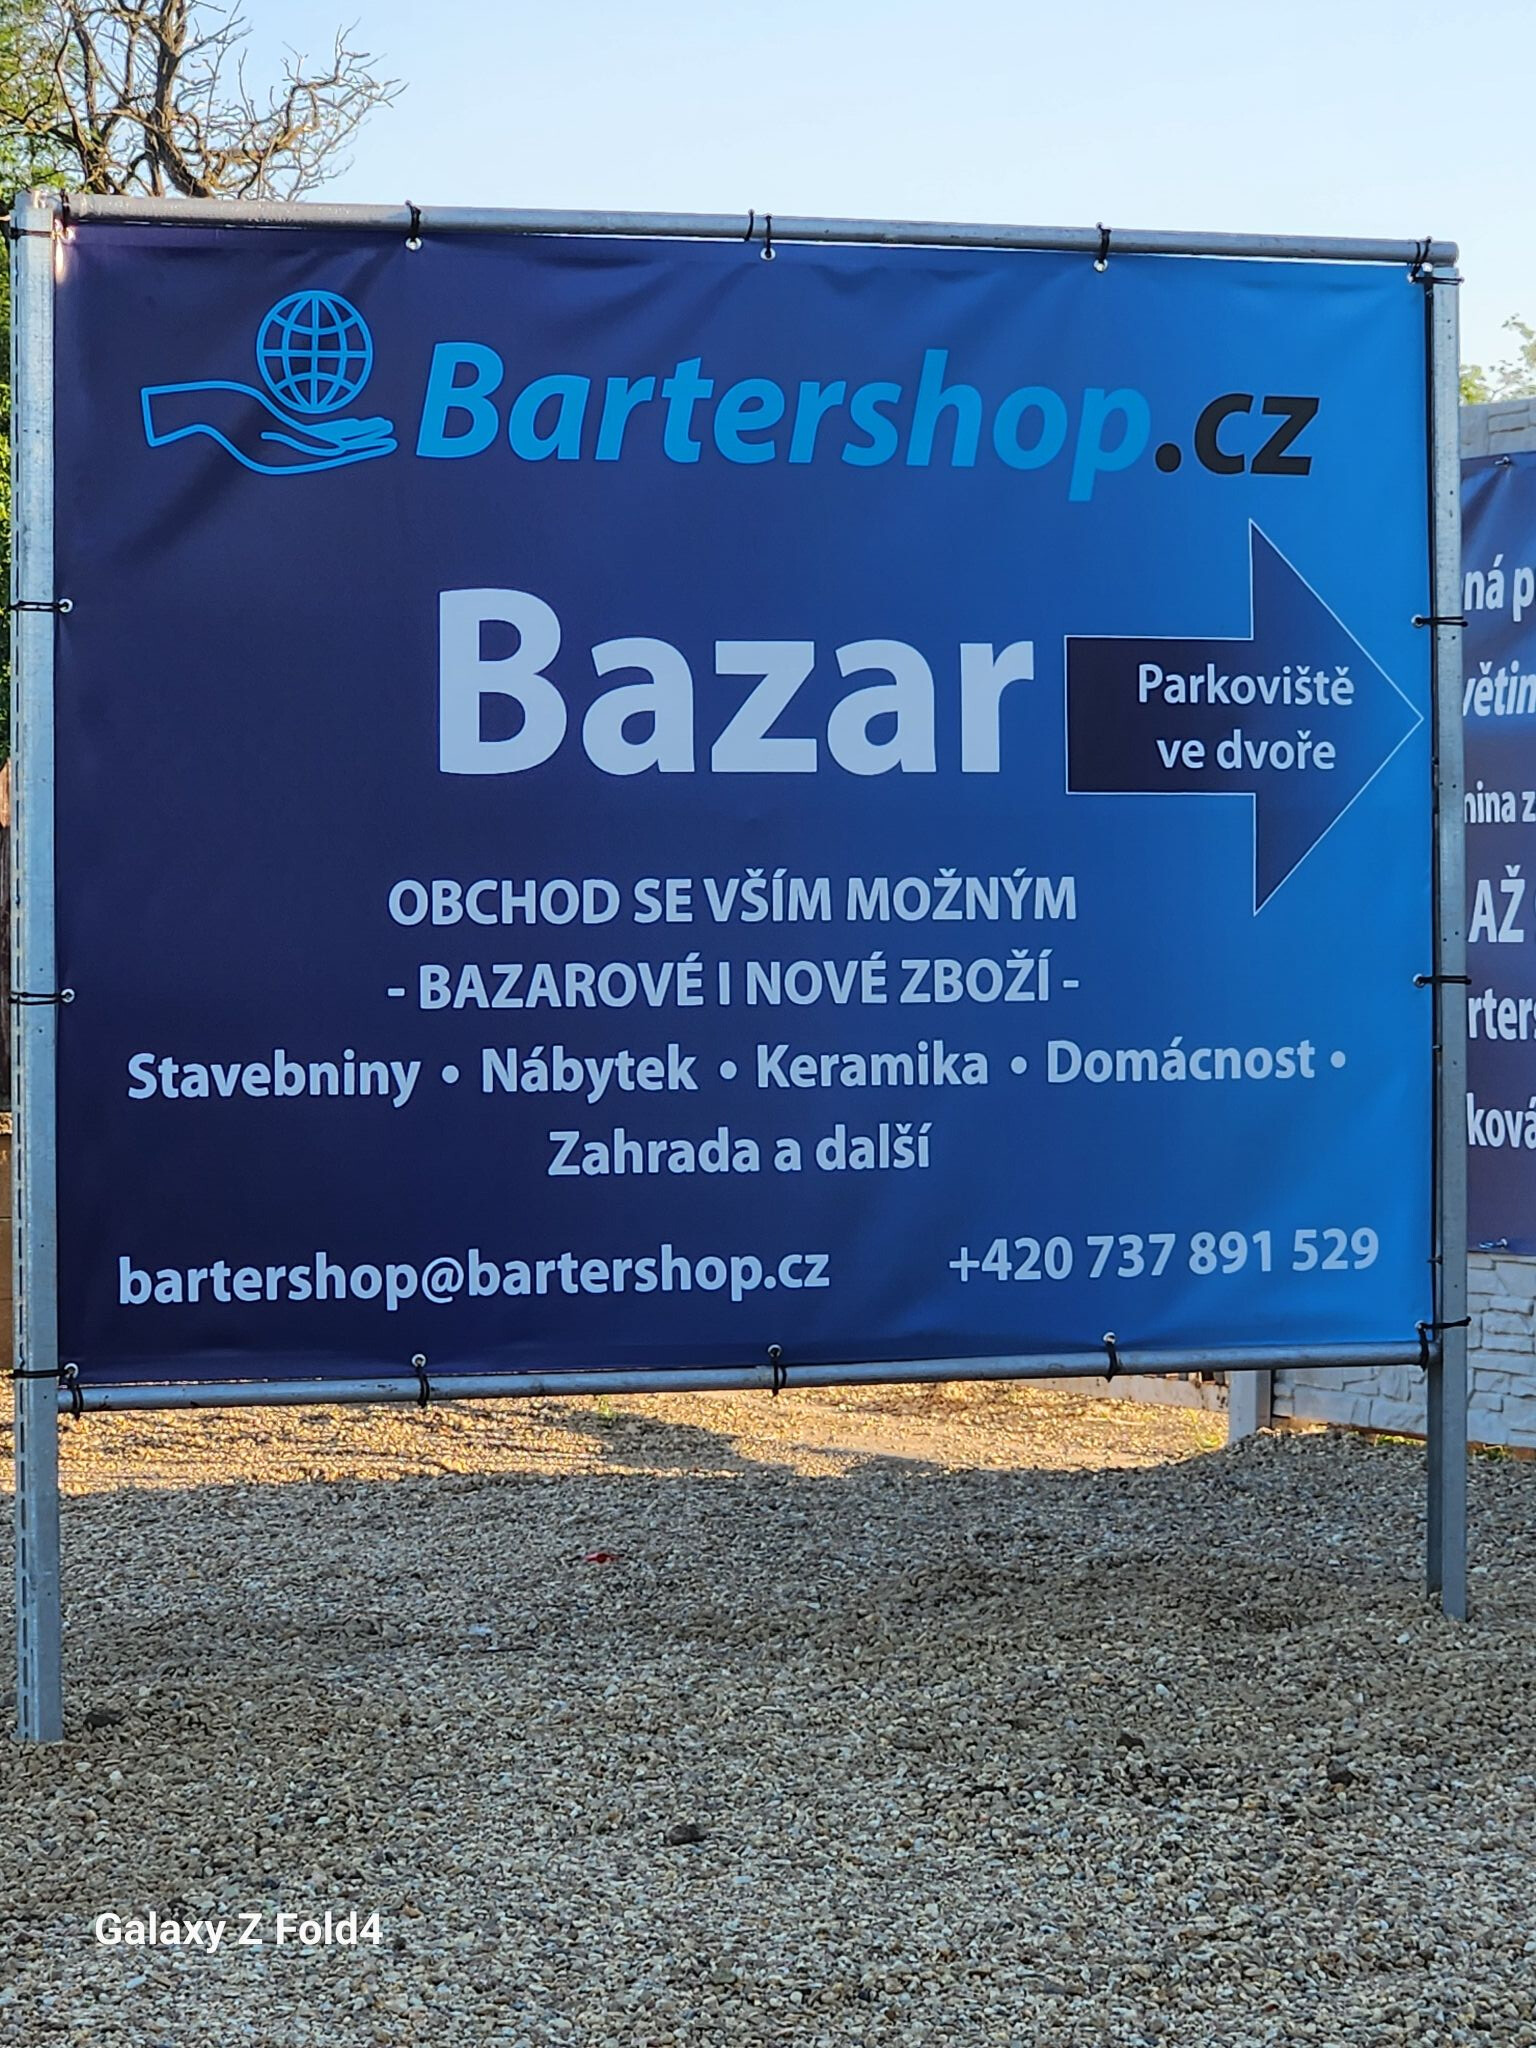 Bartershop.cz
Bazar
Parkoviště
ve dvoře
OBCHOD SE VŠÍM MOŽNÝM
- BAZAROVÉ I NOVÉ ZBOŽÍ -
Stavebniny • Nábytek • Keramika • Domácnost •
Zahrada a další
bartershop@bartershop.cz
+420 737 891 529
AŽ
Galaxy Z Fold4